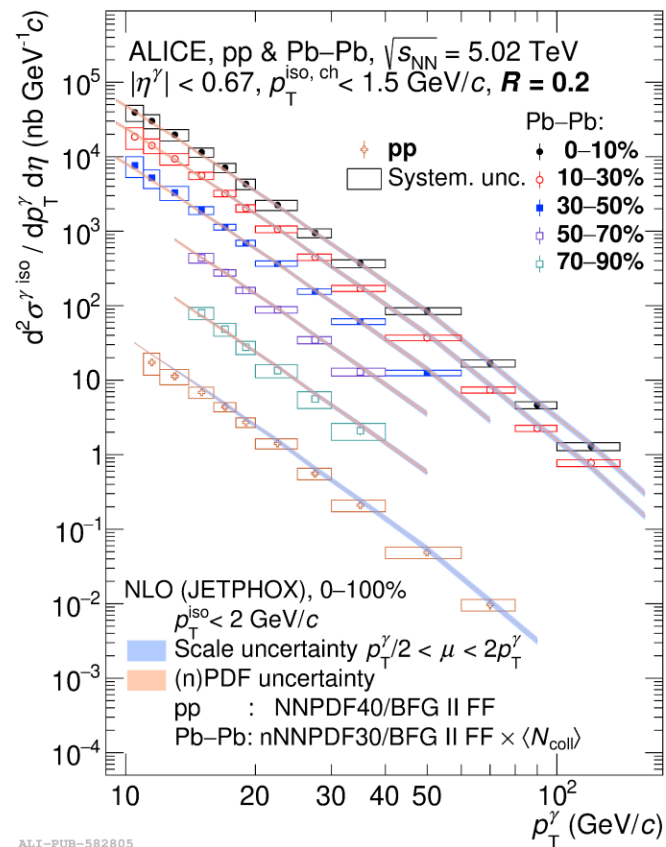 ALICE, pp & Pb–Pb, √s_NN = 5.02 TeV
|η^γ| < 0.67, p_T^iso, ch < 1.5 GeV/c, R = 0.2
Pb–Pb:
pp
System. unc.
0–10%
10–30%
30–50%
50–70%
70–90%
d²σ^γ iso / dp_T^γ dη (nb GeV⁻¹c)
10⁵
10⁴
10³
10²
10
1
10⁻¹
10⁻²
10⁻³
10⁻⁴
NLO (JETPHOX), 0–100%
p_T^iso < 2 GeV/c
Scale uncertainty p_T^γ/2 < μ < 2p_T^γ
(n)PDF uncertainty
pp : NNPDF40/BFG II FF
Pb–Pb: nNNPDF30/BFG II FF × ⟨N_coll⟩
10 20 30 40 50 10²
p_T^γ (GeV/c)
ALI-PUB-582805